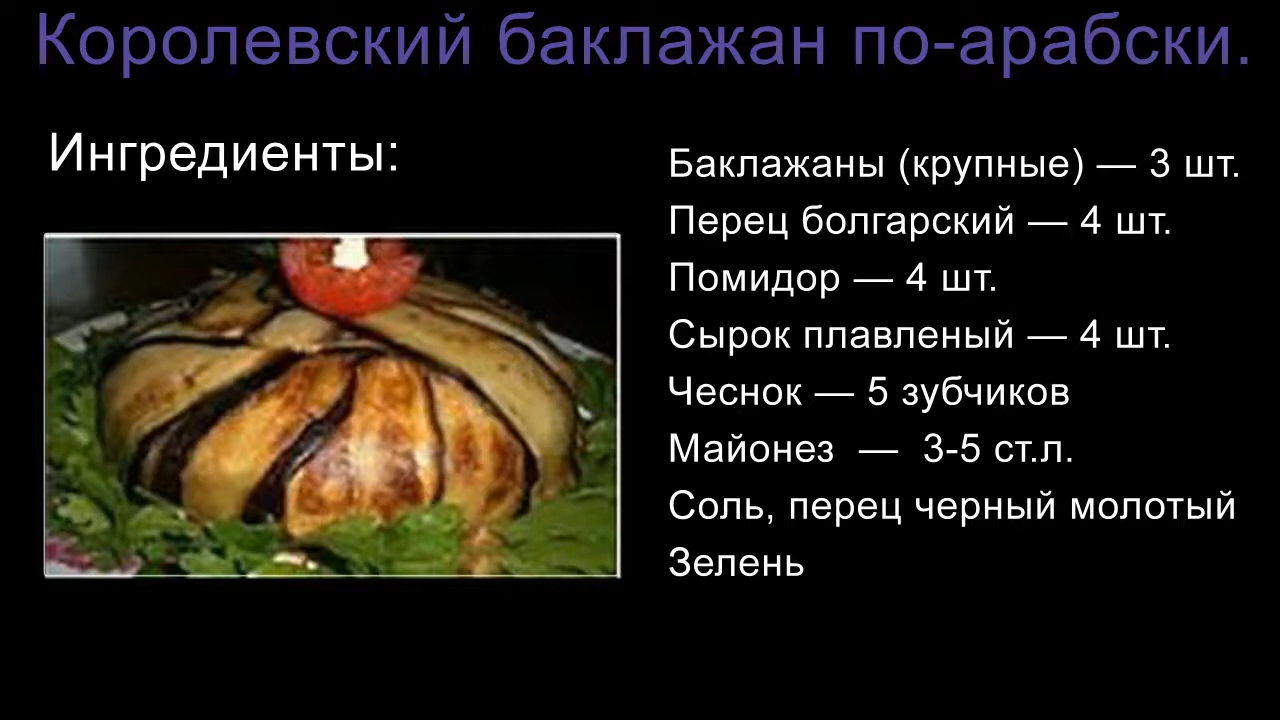 Королевский баклажан по-арабски.
Ингредиенты:
Баклажаны (крупные) — 3 шт.
Перец болгарский — 4 шт.
Помидор — 4 шт.
Сырок плавленый — 4 шт.
Чеснок — 5 зубчиков
Майонез  —  3-5 ст.л.
Соль, перец черный молотый
Зелень